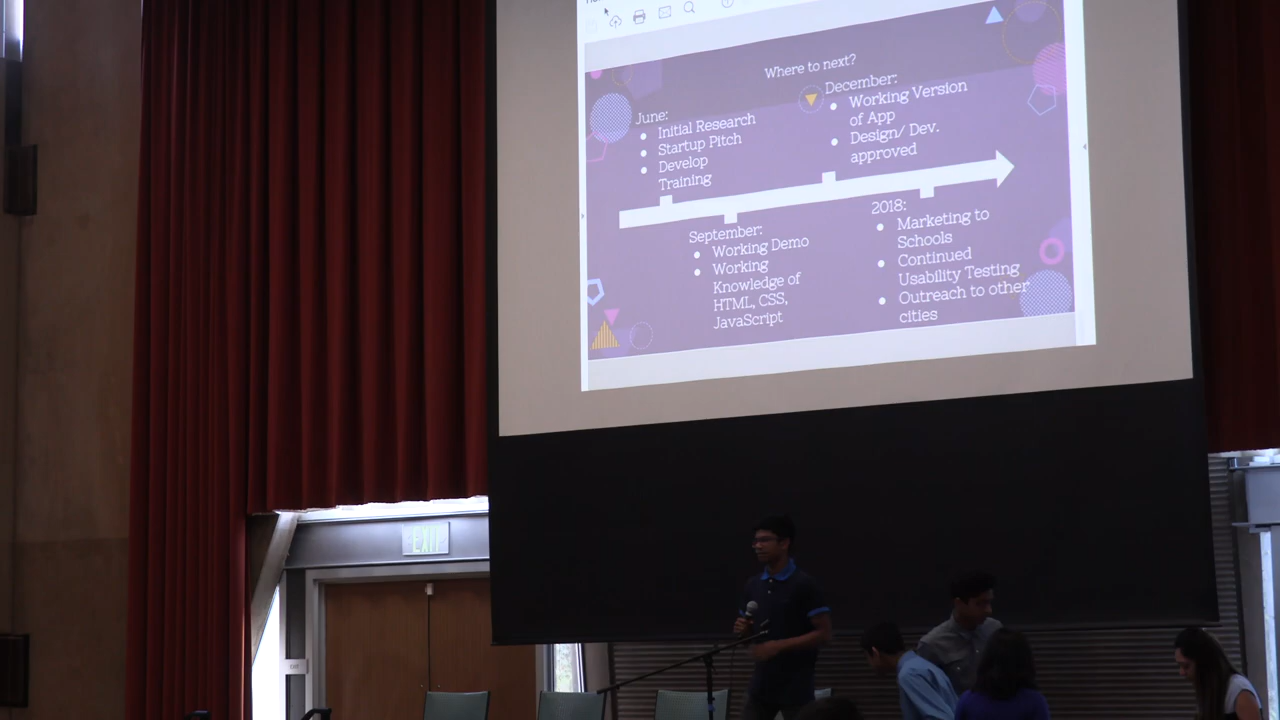 Where to next?
June:
Initial Research
Startup Pitch
Develop
Training
December:
Working Version
of App
Design/ Dev.
approved
September:
Working Demo
Working
Knowledge of
HTML, CSS,
JavaScript
2018:
Marketing to
Schools
Continued
Usability Testing
Outreach to other
cities
EXIT